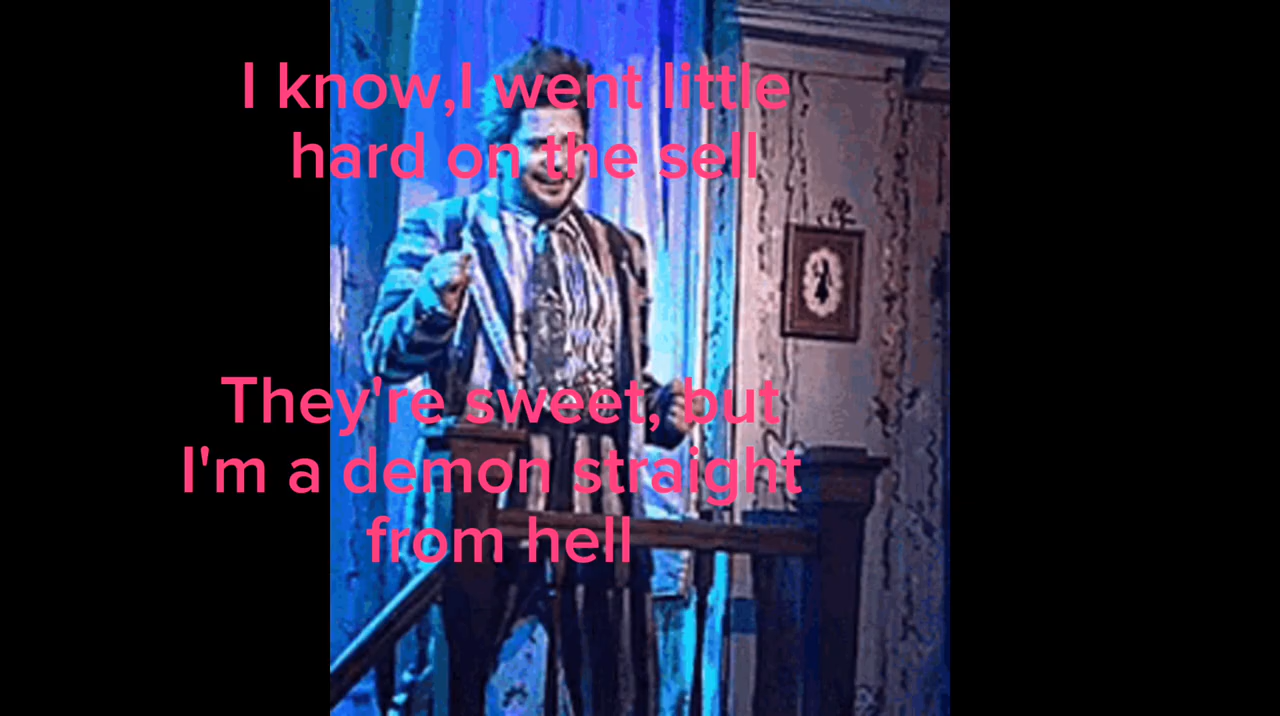 I know,I went little
hard on the sell
They're sweet, but
I'm a demon straight
from hell